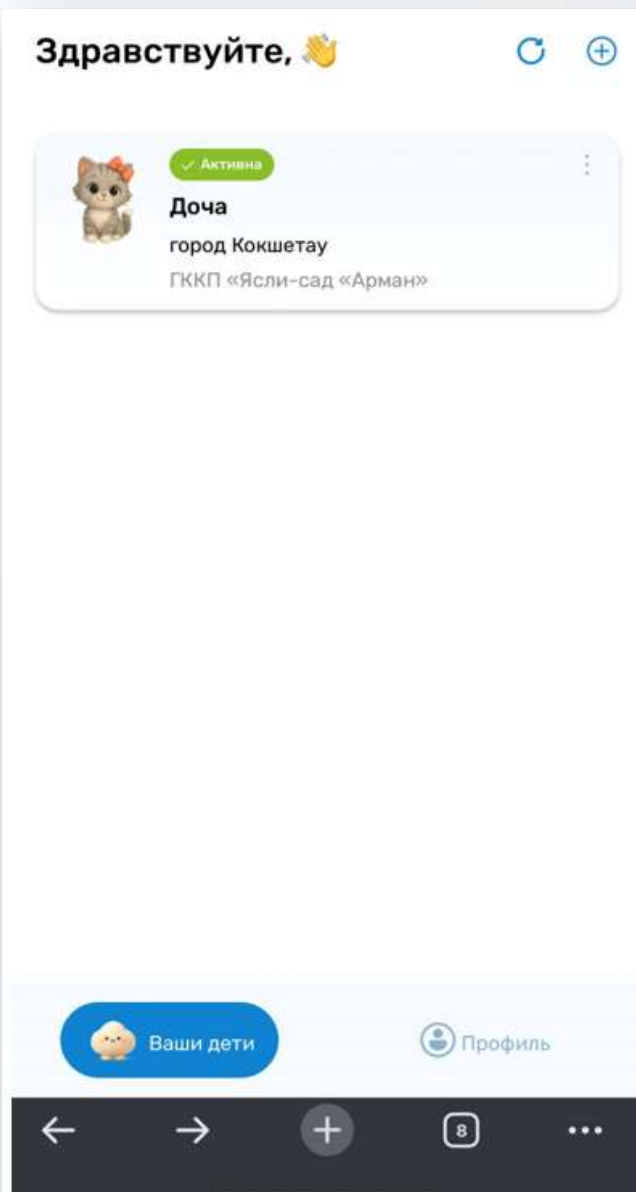 Здравствуйте, 👋
Активна
Доча
город Кокшетау
ГККП «Ясли-сад «Арман»
Ваши дети
Профиль
8